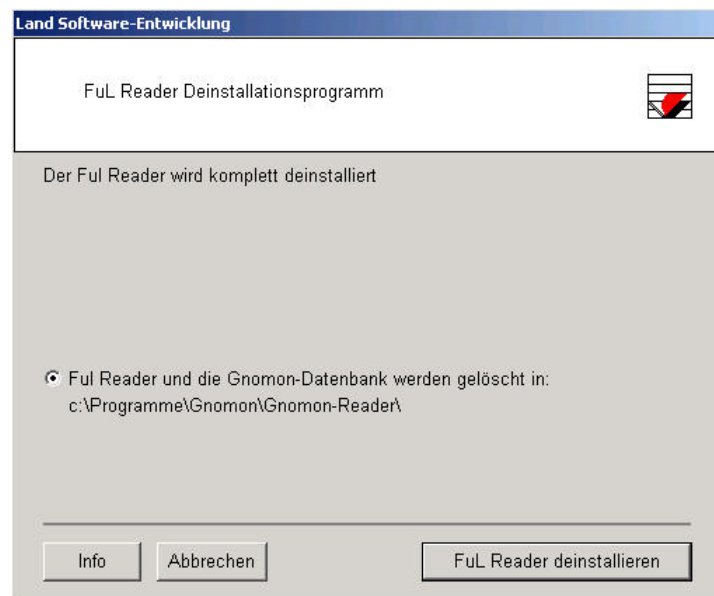 Land Software-Entwicklung
FuL Reader Deinstallationsprogramm
Der Ful Reader wird komplett deinstalliert
Ful Reader und die Gnomon-Datenbank werden gelöscht in:
c:\Programme\Gnomon\Gnomon-Reader\
Info
Abbrechen
FuL Reader deinstallieren